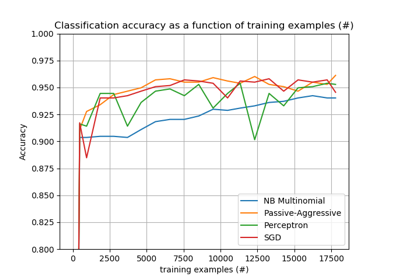 Classification accuracy as a function of training examples (#)
1.000
0.975
0.950
0.925
0.900
0.875
0.850
0.825
0.800
Accuracy
NB Multinomial
Passive-Aggressive
Perceptron
SGD
0 2500 5000 7500 10000 12500 15000 17500
training examples (#)